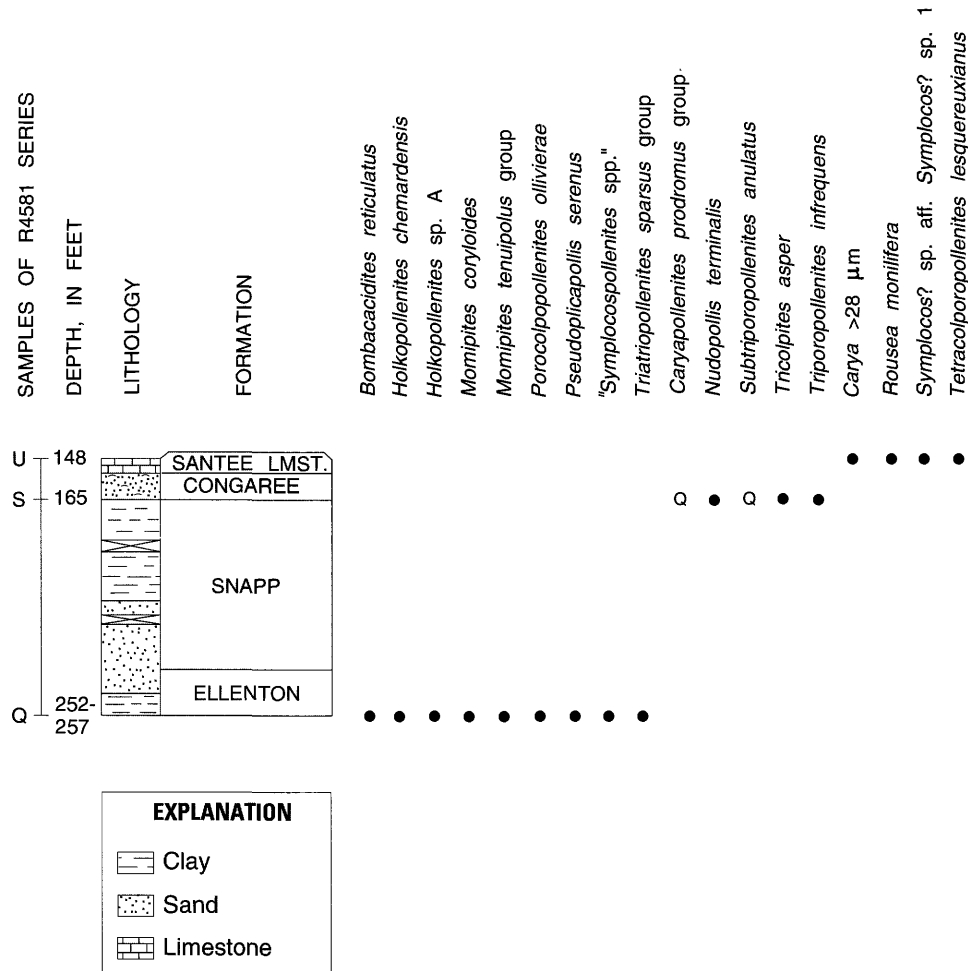 SAMPLES OF R4581 SERIES
DEPTH, IN FEET
LITHOLOGY
FORMATION
Bombacacidites reticulatus
Holkopollenites chemardensis
Holkopollenites sp. A
Momipites coryloides
Momipites tenuipolus group
Porocolpopollenites ollivierae
Pseudoplicapollis serenus
"Symplocospollenites spp."
Triatriopollenites sparsus group
Caryapollenites prodromus group
Nudopollis terminalis
Subtriporopollenites anulatus
Tricolpites asper
Triporopollenites infrequens
Carya >28 μm
Rousea monilifera
Symplocos? sp. aff. Symplocos? sp. 1
Tetracolporopollenites lesquereuxianus
U 148 SANTEE LMST.
CONGAREE
S 165 Q Q
SNAPP
ELLENTON
Q 252-
257
EXPLANATION
Clay
Sand
Limestone